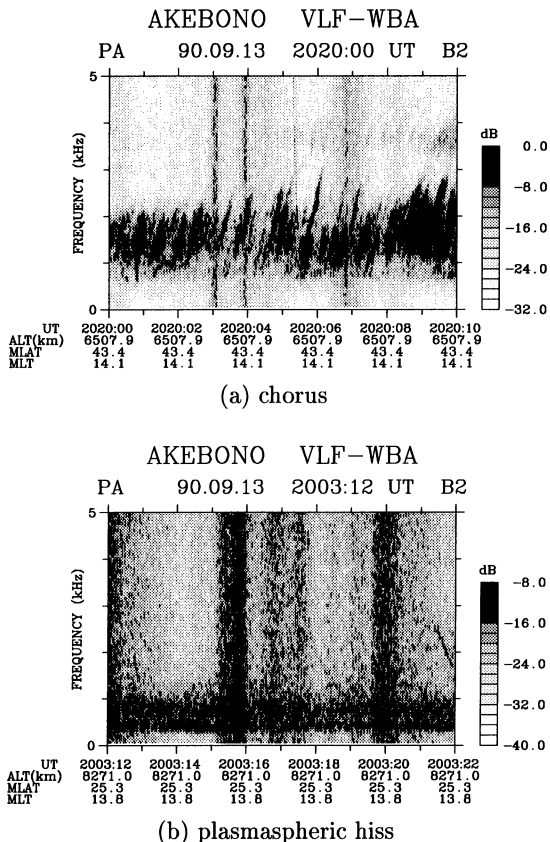 AKEBONO VLF-WBA
PA 90.09.13 2020:00 UT B2
5
FREQUENCY (kHz)
0
dB
0.0
-8.0
-16.0
-24.0
-32.0
UT 2020:00 2020:02 2020:04 2020:06 2020:08 2020:10
ALT(km) 6507.9 6507.9 6507.9 6507.9 6507.9 6507.9
MLAT 43.4 43.4 43.4 43.4 43.4 43.4
MLT 14.1 14.1 14.1 14.1 14.1 14.1
(a) chorus
AKEBONO VLF-WBA
PA 90.09.13 2003:12 UT B2
5
FREQUENCY (kHz)
0
dB
-8.0
-16.0
-24.0
-32.0
-40.0
UT 2003:12 2003:14 2003:16 2003:18 2003:20 2003:22
ALT(km) 8271.0 8271.0 8271.0 8271.0 8271.0 8271.0
MLAT 25.3 25.3 25.3 25.3 25.3 25.3
MLT 13.8 13.8 13.8 13.8 13.8 13.8
(b) plasmaspheric hiss